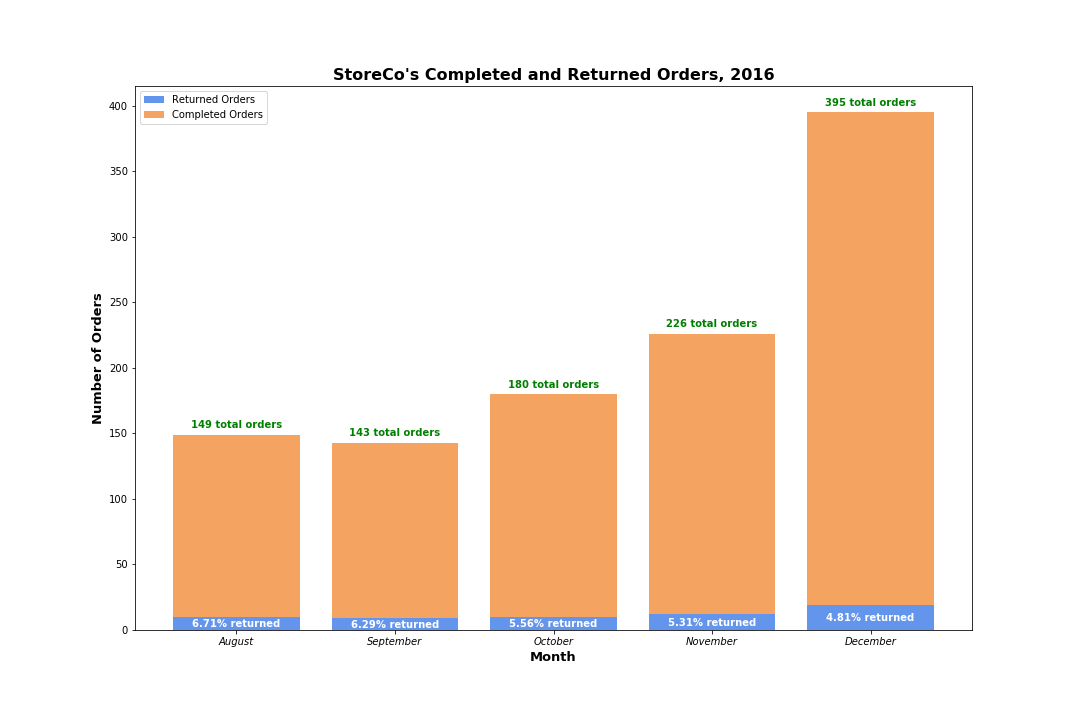 StoreCo's Completed and Returned Orders, 2016
Returned Orders
Completed Orders
Number of Orders
400
350
300
250
200
150
100
50
0
149 total orders
143 total orders
180 total orders
226 total orders
395 total orders
6.71% returned
6.29% returned
5.56% returned
5.31% returned
4.81% returned
August
September
October
November
December
Month